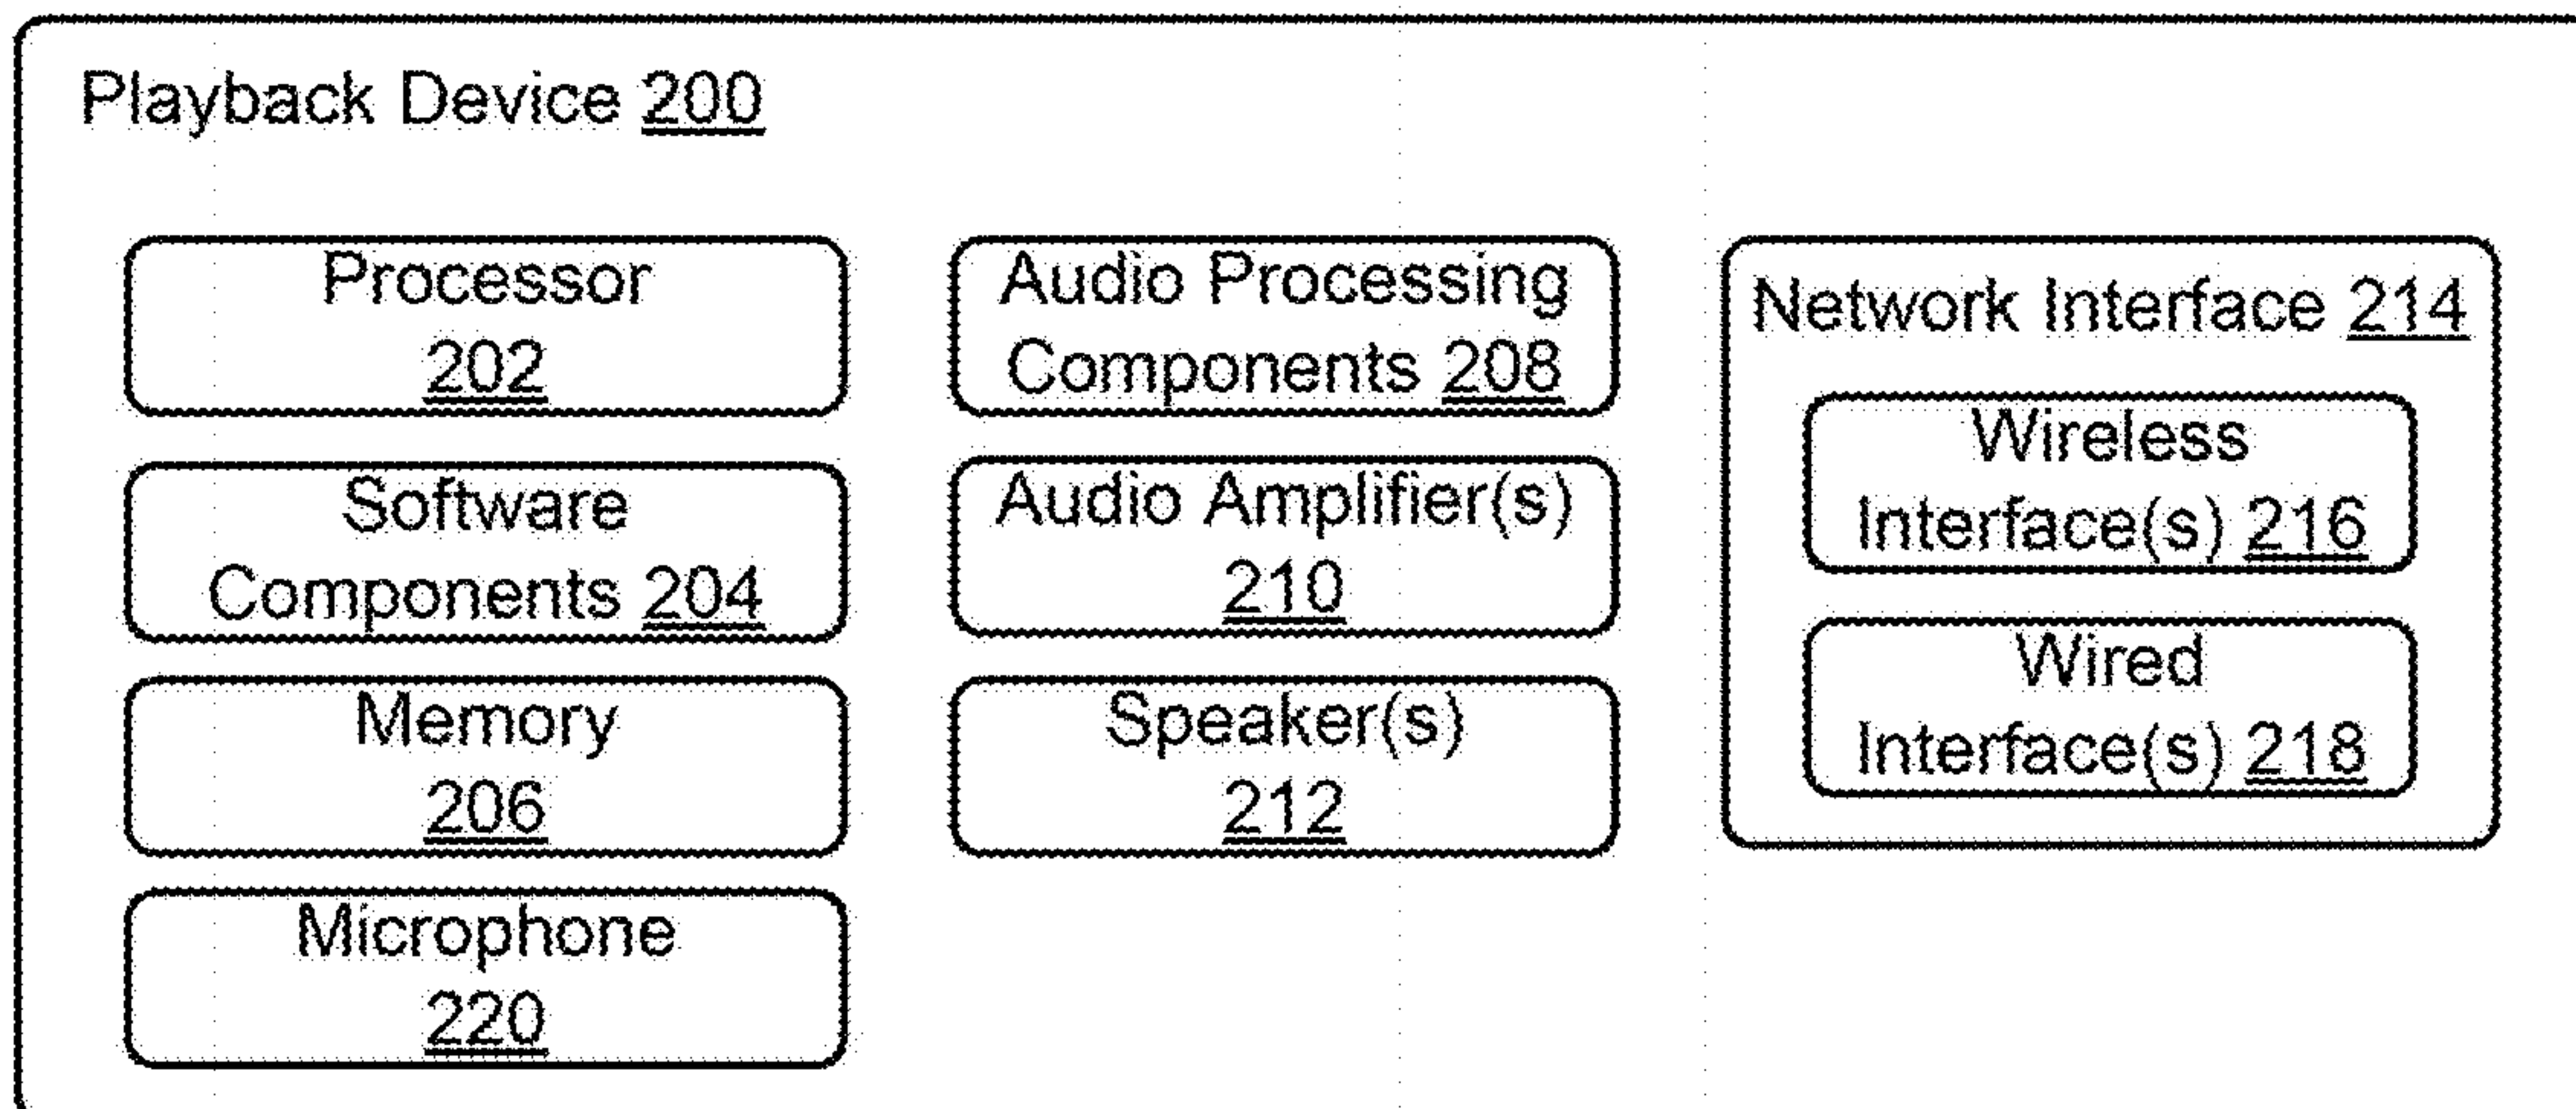 Playback Device 200
Processor
202
Software
Components 204
Memory
206
Microphone
220
Audio Processing
Components 208
Audio Amplifier(s)
210
Speaker(s)
212
Network Interface 214
Wireless
Interface(s) 216
Wired
Interface(s) 218